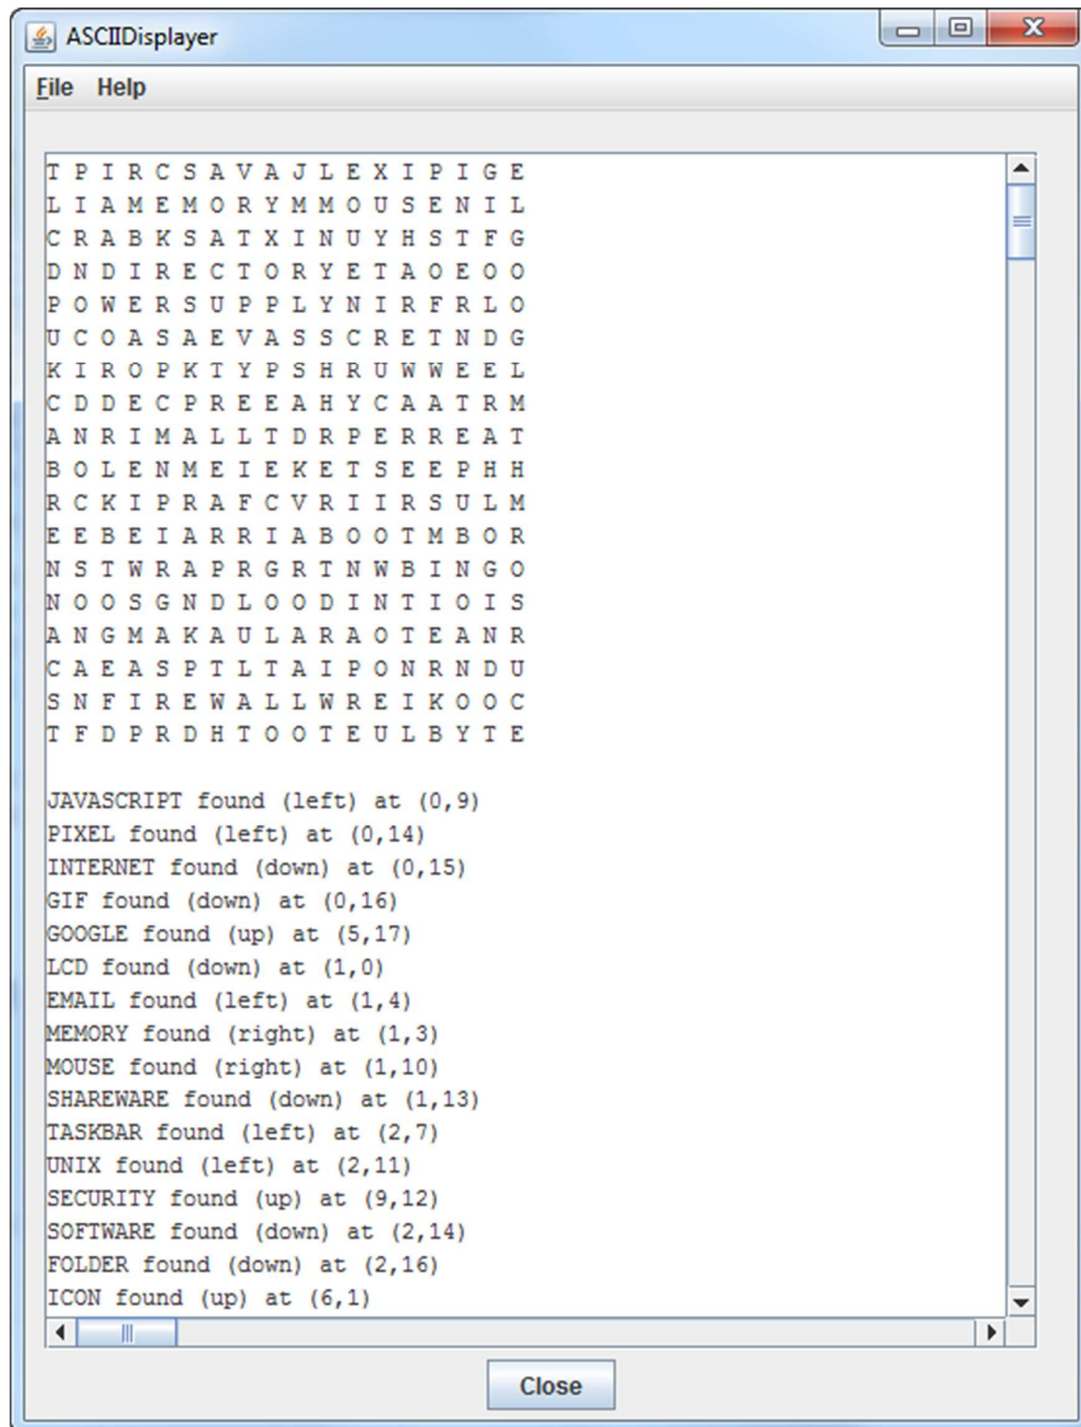 ASCIIDisplayer
File Help
T P I R C S A V A J L E X I P I G E
L I A M E M O R Y M M O U S E N I L
C R A B K S A T X I N U Y H S T F G
D N D I R E C T O R Y E T A O E O O
P O W E R S U P P L Y N I R F R L O
U C O A S A E V A S S C R E T N D G
K I R O P K T Y P S H R U W W E E L
C D D E C P R E E A H Y C A A T R M
A N R I M A L L T D R P E R R E A T
B O L E N M E I E K E T S E E P H H
R C K I P R A F C V R I I R S U L M
E E B E I A R R I A B O O T M B O R
N S T W R A P R G R T N W B I N G O
N O O S G N D L O O D I N T I O I S
A N G M A K A U L A R A O T E A N R
C A E A S P T L T A I P O N R N D U
S N F I R E W A L L W R E I K O O C
T F D P R D H T O O T E U L B Y T E
JAVASCRIPT found (left) at (0,9)
PIXEL found (left) at (0,14)
INTERNET found (down) at (0,15)
GIF found (down) at (0,16)
GOOGLE found (up) at (5,17)
LCD found (down) at (1,0)
EMAIL found (left) at (1,4)
MEMORY found (right) at (1,3)
MOUSE found (right) at (1,10)
SHAREWARE found (down) at (1,13)
TASKBAR found (left) at (2,7)
UNIX found (left) at (2,11)
SECURITY found (up) at (9,12)
SOFTWARE found (down) at (2,14)
FOLDER found (down) at (2,16)
ICON found (up) at (6,1)
Close